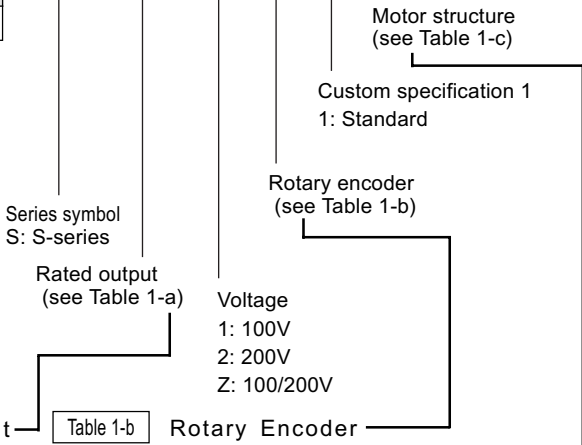 Motor structure
(see Table 1-c)
Custom specification 1
1: Standard
Rotary encoder
(see Table 1-b)
Series symbol
S: S-series
Rated output
(see Table 1-a)
Voltage
1: 100V
2: 200V
Z: 100/200V
t
Table 1-b Rotary Encoder